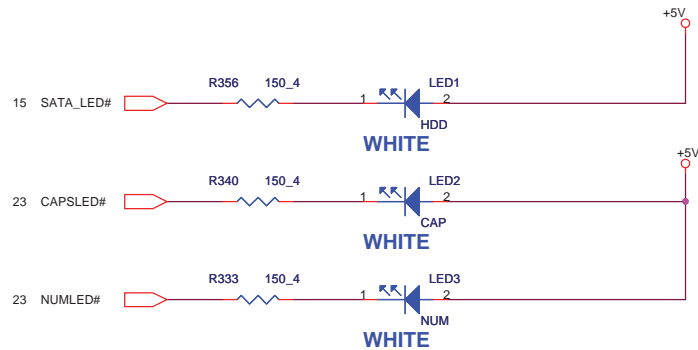 +5V
R356 150_4 LED1
15 SATA_LED# 1 2
HDD
WHITE
+5V
R340 150_4 LED2
23 CAPSLED# 1 2
CAP
WHITE
R333 150_4 LED3
23 NUMLED# 1 2
NUM
WHITE